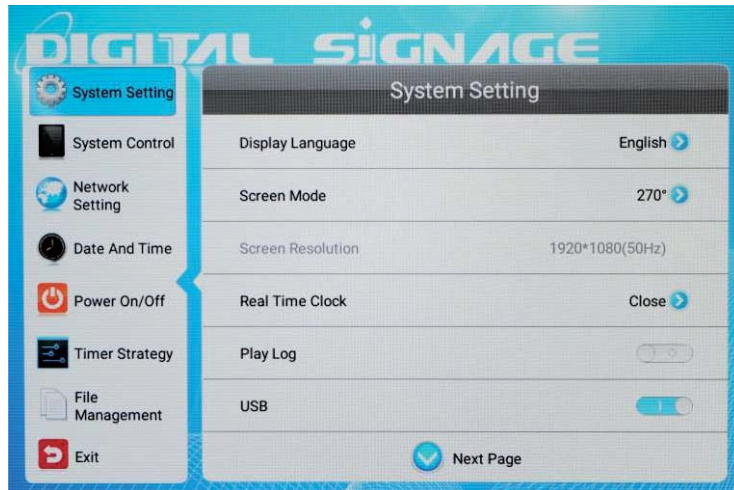 DIGITAL SIGNAGE
System Setting
System Control
Network
Setting
Date And Time
Power On/Off
Timer Strategy
File
Management
Exit
System Setting
Display Language English
Screen Mode 270°
Screen Resolution 1920*1080(50Hz)
Real Time Clock Close
Play Log
USB
Next Page